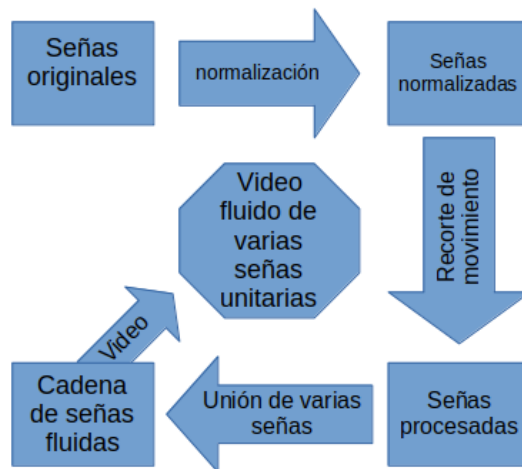 Señas
originales
normalización
Señas
normalizadas
Recorte de
movimiento
Señas
procesadas
Unión de varias
señas
Cadena
de señas
fluidas
Video
Video
fluido de
varias
señas
unitarias